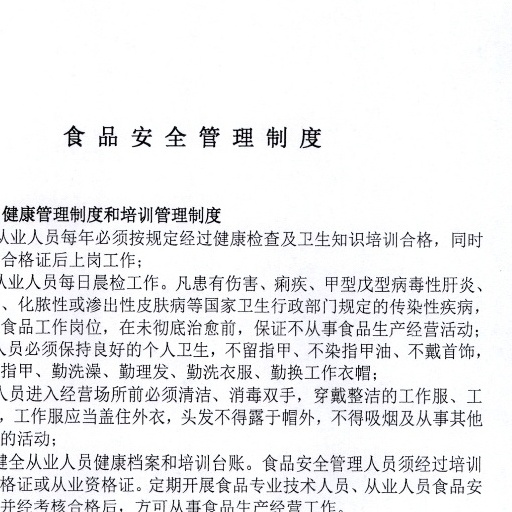 食品安全管理制度
健康管理制度和培训管理制度
从业人员每年必须按规定经过健康检查及卫生知识培训合格，同时
合格证后上岗工作；
从业人员每日晨检工作。凡患有伤害、痢疾、甲型戊型病毒性肝炎、
、化脓性或渗出性皮肤病等国家卫生行政部门规定的传染性疾病，
食品工作岗位，在未彻底治愈前，保证不从事食品生产经营活动；
人员必须保持良好的个人卫生，不留指甲、不染指甲油、不戴首饰，
指甲、勤洗澡、勤理发、勤洗衣服、勤换工作衣帽；
人员进入经营场所前必须清洁、消毒双手，穿戴整洁的工作服、工
，工作服应当盖住外衣，头发不得露于帽外，不得吸烟及从事其他
的活动；
健全从业人员健康档案和培训台账。食品安全管理人员须经过培训
格证或从业资格证。定期开展食品专业技术人员、从业人员食品安
并经考核合格后，方可从事食品生产经营工作。